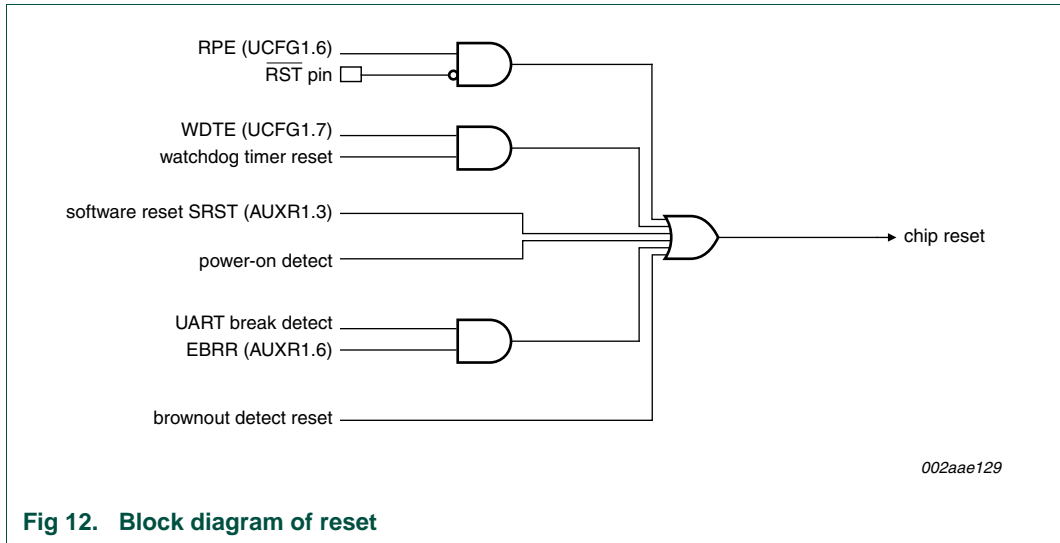 RPE (UCFG1.6)
RST pin
WDTE (UCFG1.7)
watchdog timer reset
software reset SRST (AUXR1.3)
chip reset
power-on detect
UART break detect
EBRR (AUXR1.6)
brownout detect reset
002aae129
Fig 12. Block diagram of reset